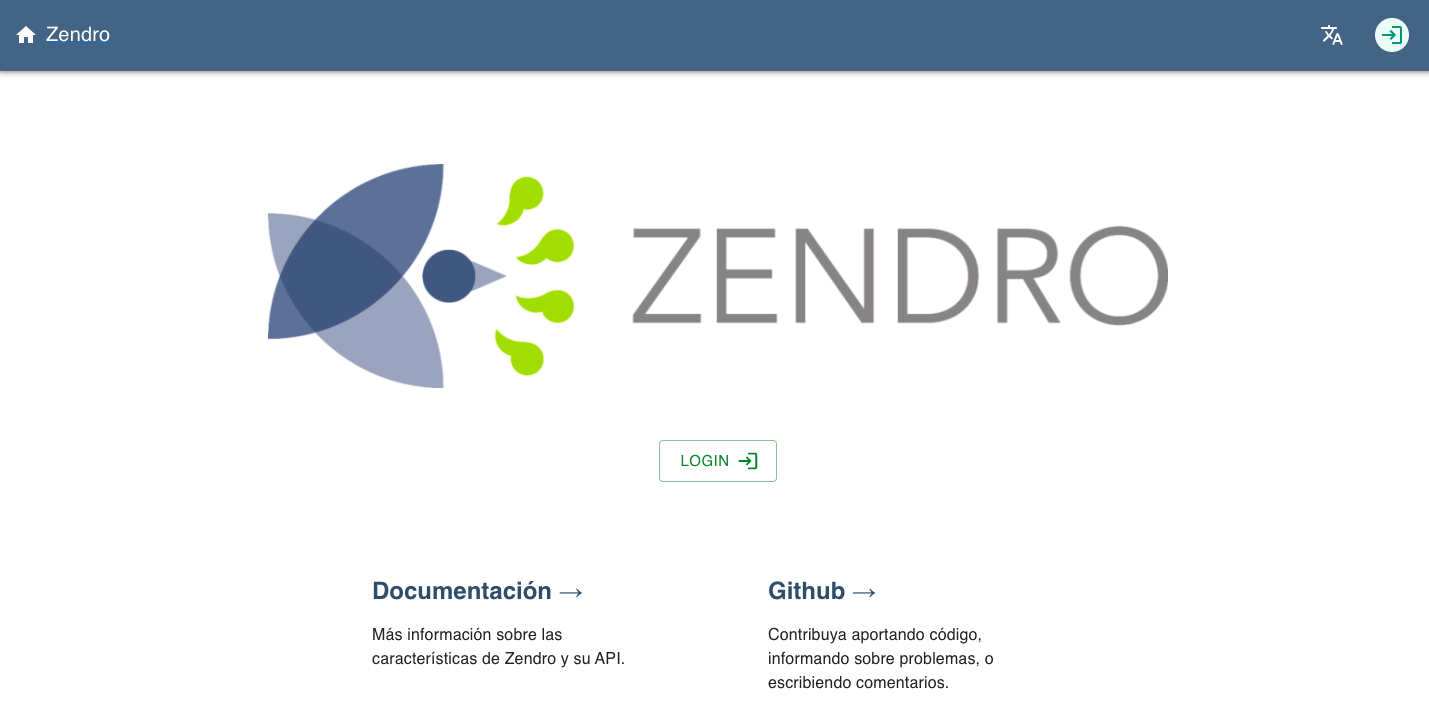 Zendro
ZENDRO
LOGIN
Documentación →
Más información sobre las
características de Zendro y su API.
Github →
Contribuya aportando código,
informando sobre problemas, o
escribiendo comentarios.